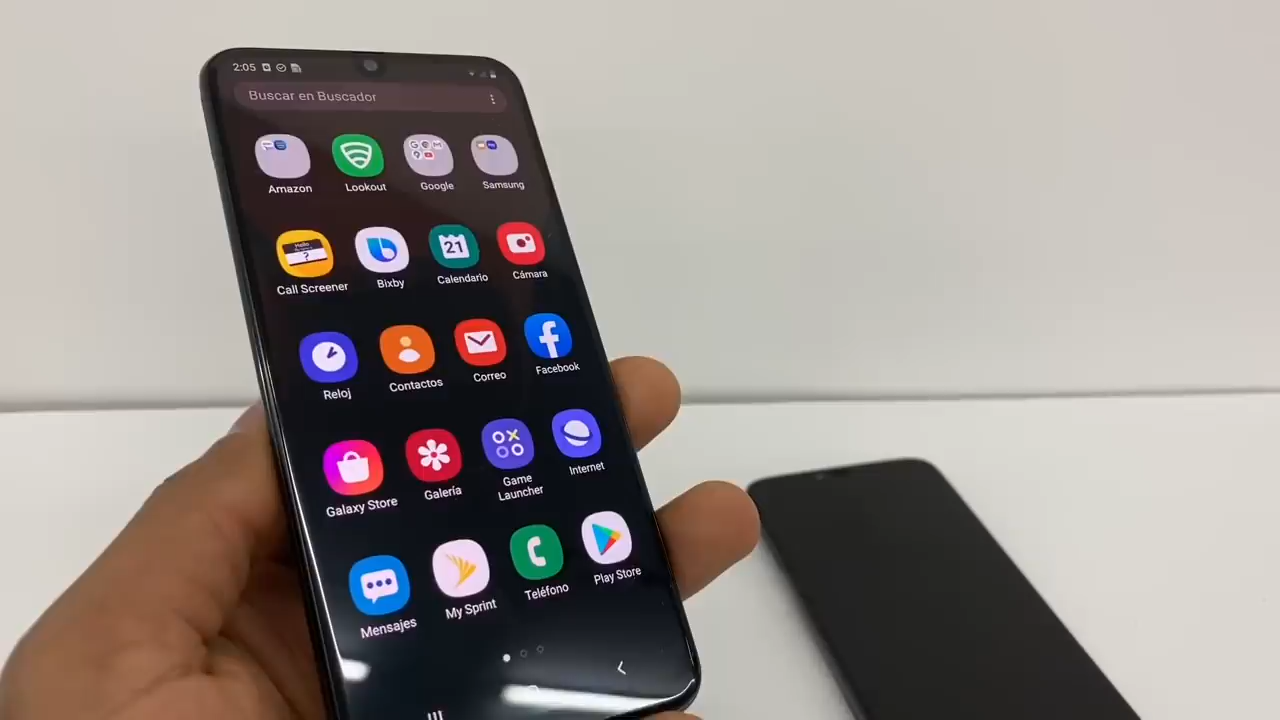 2:05
Buscar en Buscador
Amazon
Lookout
Google
Samsung
Hello
?
Call Screener
Bixby
21
Calendario
Cámara
Reloj
Contactos
Correo
Facebook
Galaxy Store
Galería
Game
Launcher
Internet
Mensajes
My Sprint
Teléfono
Play Store